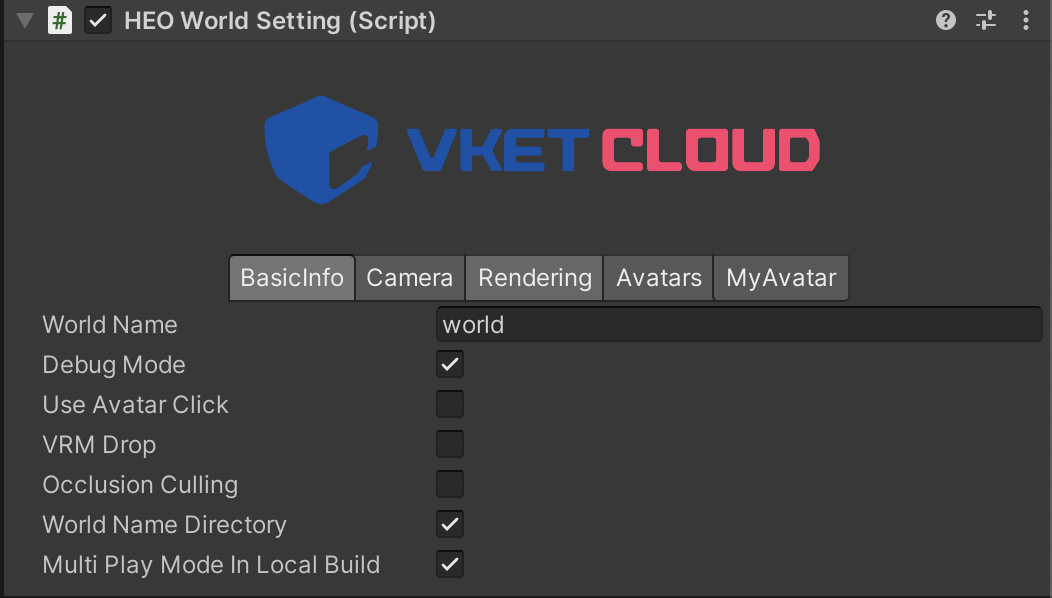 # HEO World Setting (Script)
VKET CLOUD
BasicInfo Camera Rendering Avatars MyAvatar
World Name world
Debug Mode
Use Avatar Click
VRM Drop
Occlusion Culling
World Name Directory
Multi Play Mode In Local Build